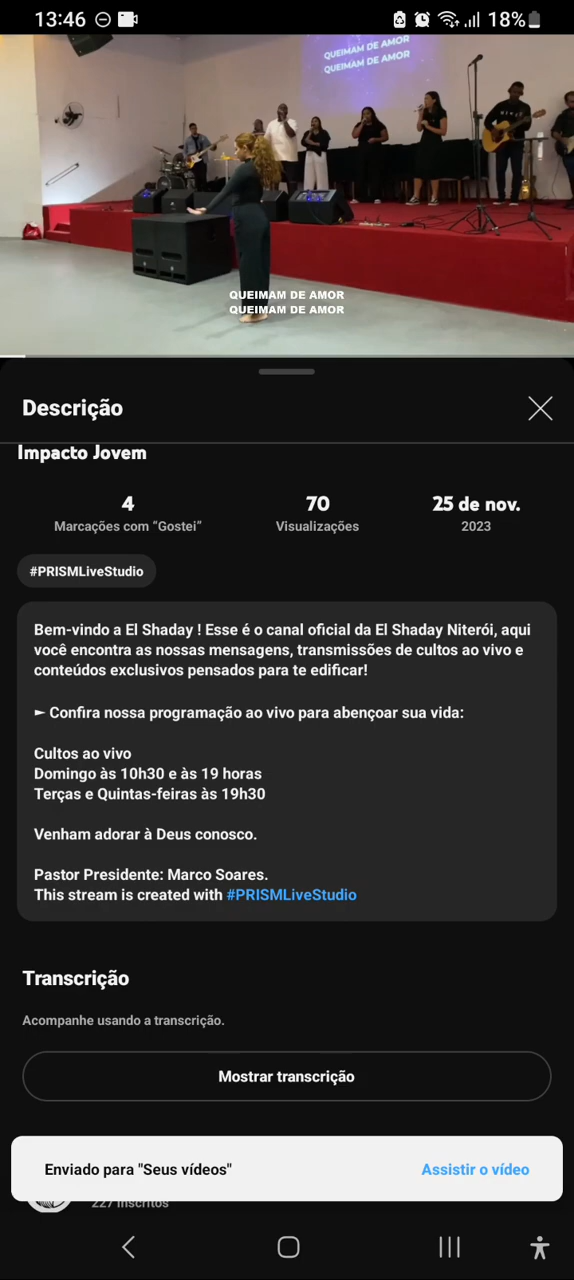 13:46
18%
QUEIMAM DE AMOR
QUEIMAM DE AMOR
QUEIMAM DE AMOR
QUEIMAM DE AMOR
Descrição
Impacto Jovem
4
Marcações com "Gostei"
70
Visualizações
25 de nov.
2023
#PRISMLiveStudio
Bem-vindo a El Shaday ! Esse é o canal oficial da El Shaday Niterói, aqui
você encontra as nossas mensagens, transmissões de cultos ao vivo e
conteúdos exclusivos pensados para te edificar!
► Confira nossa programação ao vivo para abençoar sua vida:
Cultos ao vivo
Domingo às 10h30 e às 19 horas
Terças e Quintas-feiras às 19h30
Venham adorar à Deus conosco.
Pastor Presidente: Marco Soares.
This stream is created with #PRISMLiveStudio
Transcrição
Acompanhe usando a transcrição.
Mostrar transcrição
Enviado para "Seus vídeos"
Assistir o vídeo
227 inscritos